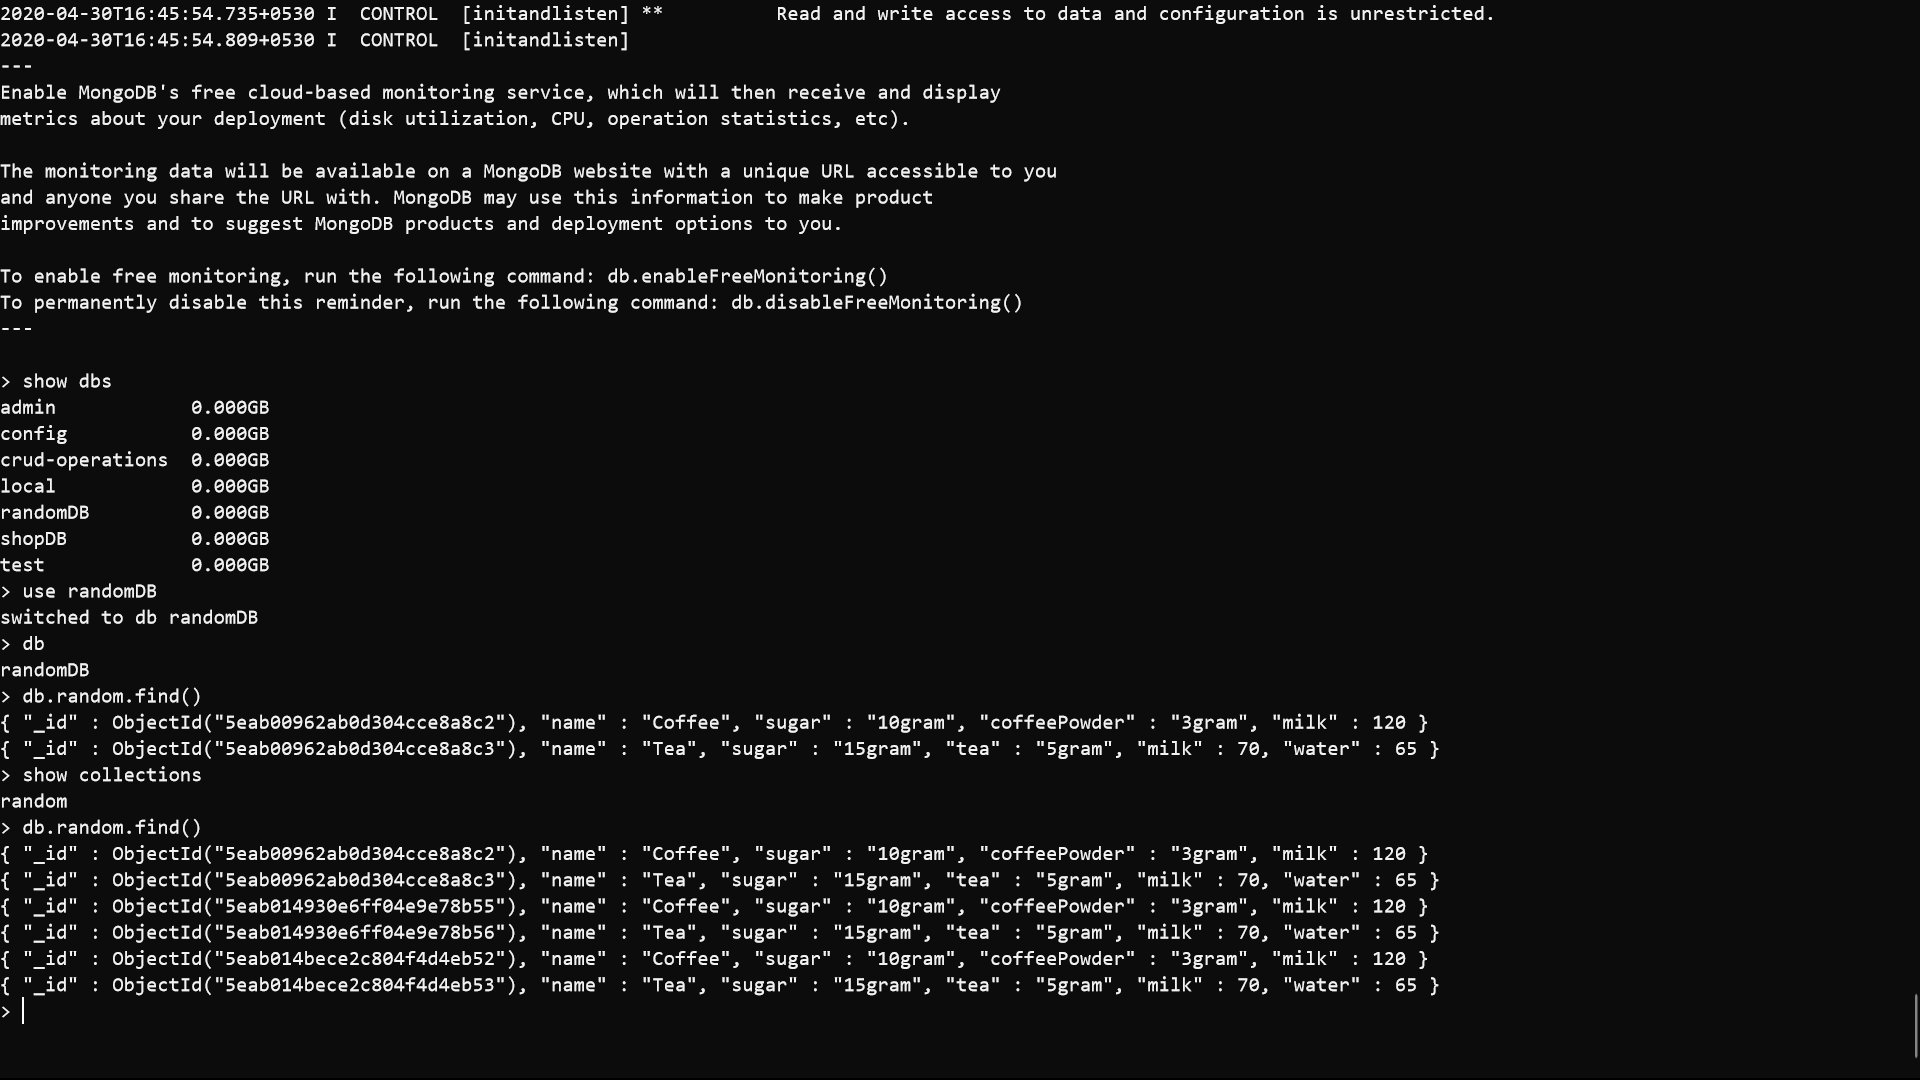 2020-04-30T16:45:54.735+0530 I  CONTROL  [initandlisten] **          Read and write access to data and configuration is unrestricted.
2020-04-30T16:45:54.809+0530 I  CONTROL  [initandlisten]
---
Enable MongoDB's free cloud-based monitoring service, which will then receive and display
metrics about your deployment (disk utilization, CPU, operation statistics, etc).

The monitoring data will be available on a MongoDB website with a unique URL accessible to you
and anyone you share the URL with. MongoDB may use this information to make product
improvements and to suggest MongoDB products and deployment options to you.

To enable free monitoring, run the following command: db.enableFreeMonitoring()
To permanently disable this reminder, run the following command: db.disableFreeMonitoring()
---

> show dbs
admin            0.000GB
config           0.000GB
crud-operations  0.000GB
local            0.000GB
randomDB         0.000GB
shopDB           0.000GB
test             0.000GB
> use randomDB
switched to db randomDB
> db
randomDB
> db.random.find()
{ "_id" : ObjectId("5eab00962ab0d304cce8a8c2"), "name" : "Coffee", "sugar" : "10gram", "coffeePowder" : "3gram", "milk" : 120 }
{ "_id" : ObjectId("5eab00962ab0d304cce8a8c3"), "name" : "Tea", "sugar" : "15gram", "tea" : "5gram", "milk" : 70, "water" : 65 }
> show collections
random
> db.random.find()
{ "_id" : ObjectId("5eab00962ab0d304cce8a8c2"), "name" : "Coffee", "sugar" : "10gram", "coffeePowder" : "3gram", "milk" : 120 }
{ "_id" : ObjectId("5eab00962ab0d304cce8a8c3"), "name" : "Tea", "sugar" : "15gram", "tea" : "5gram", "milk" : 70, "water" : 65 }
{ "_id" : ObjectId("5eab014930e6ff04e9e78b55"), "name" : "Coffee", "sugar" : "10gram", "coffeePowder" : "3gram", "milk" : 120 }
{ "_id" : ObjectId("5eab014930e6ff04e9e78b56"), "name" : "Tea", "sugar" : "15gram", "tea" : "5gram", "milk" : 70, "water" : 65 }
{ "_id" : ObjectId("5eab014bece2c804f4d4eb52"), "name" : "Coffee", "sugar" : "10gram", "coffeePowder" : "3gram", "milk" : 120 }
{ "_id" : ObjectId("5eab014bece2c804f4d4eb53"), "name" : "Tea", "sugar" : "15gram", "tea" : "5gram", "milk" : 70, "water" : 65 }
>